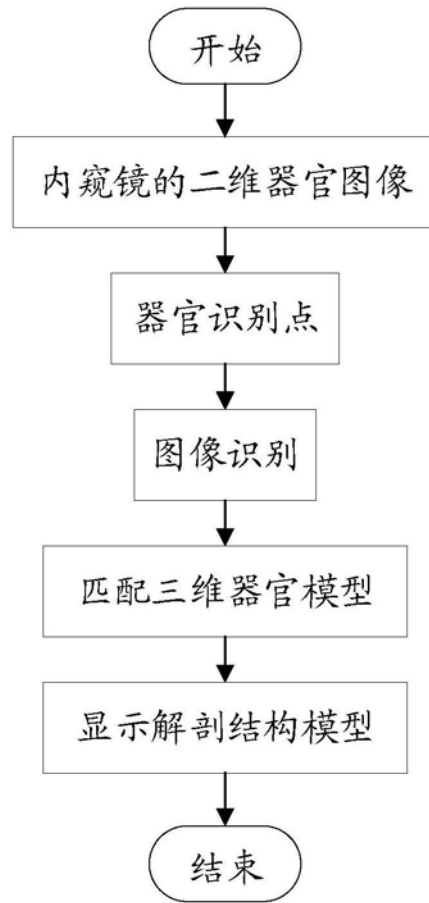 开始
内窥镜的二维器官图像
器官识别点
图像识别
匹配三维器官模型
显示解剖结构模型
结束